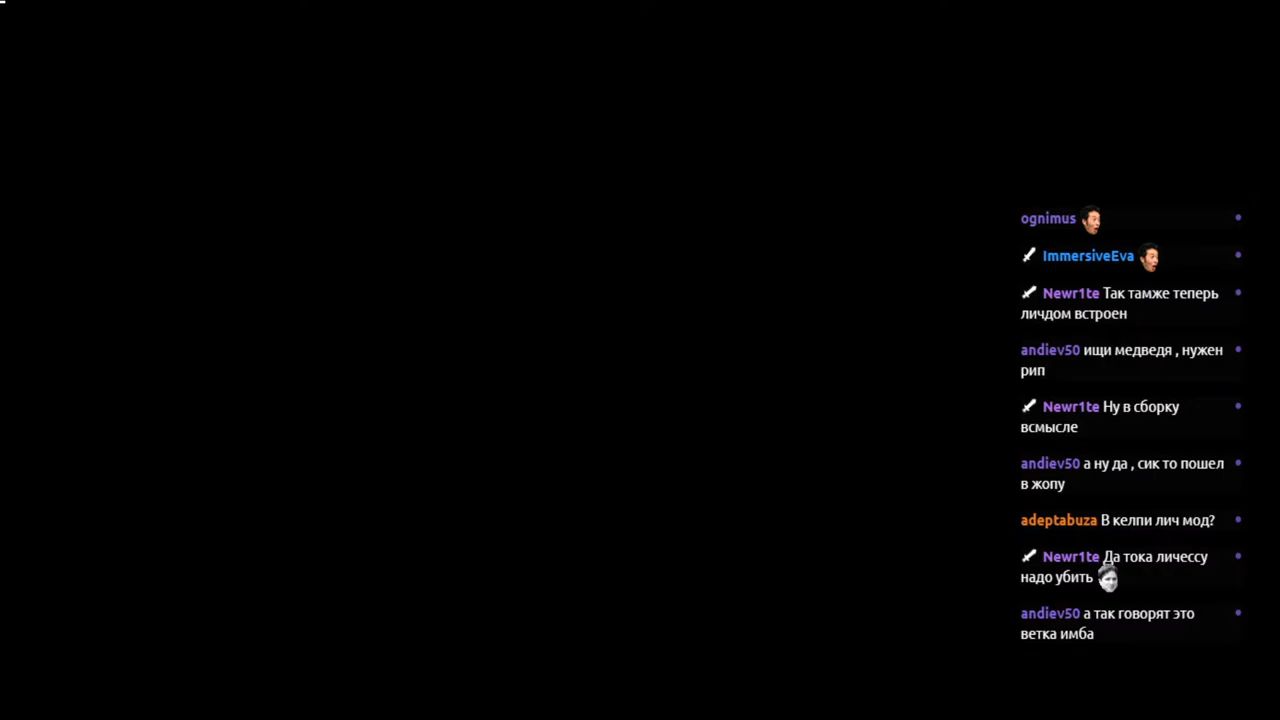 ognimus
ImmersiveEva
Newr1te Так тамже теперь
личдом встроен
andiev50 ищи медведя , нужен
рип
Newr1te Ну в сборку
всмысле
andiev50 а ну да , сик то пошел
в жопу
adeptabuza В келпи лич мод?
Newr1te Да тока личессу
надо убить
andiev50 а так говорят это
ветка имба